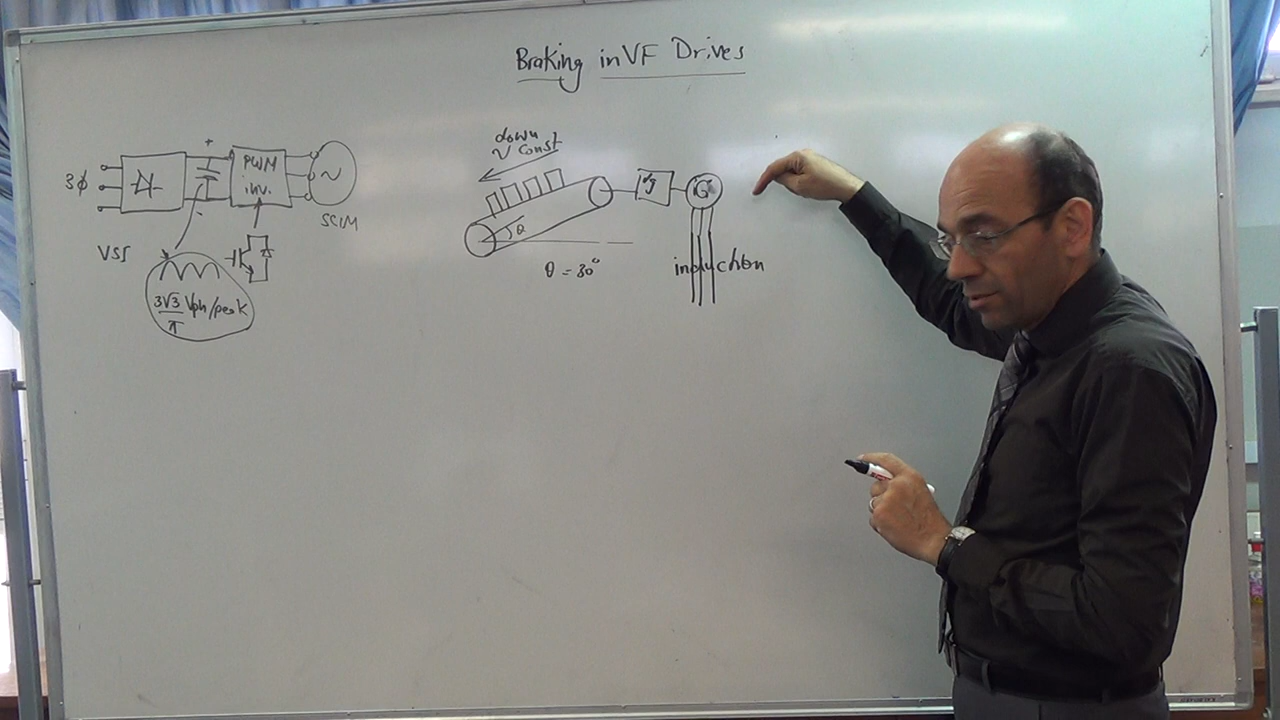 Braking in VF Drives
3ϕ
+
-
PWM
inv.
~
SCIM
VSI
3√3/π Vph/peak
down
v const
θ
θ = 30°
g
G
induction